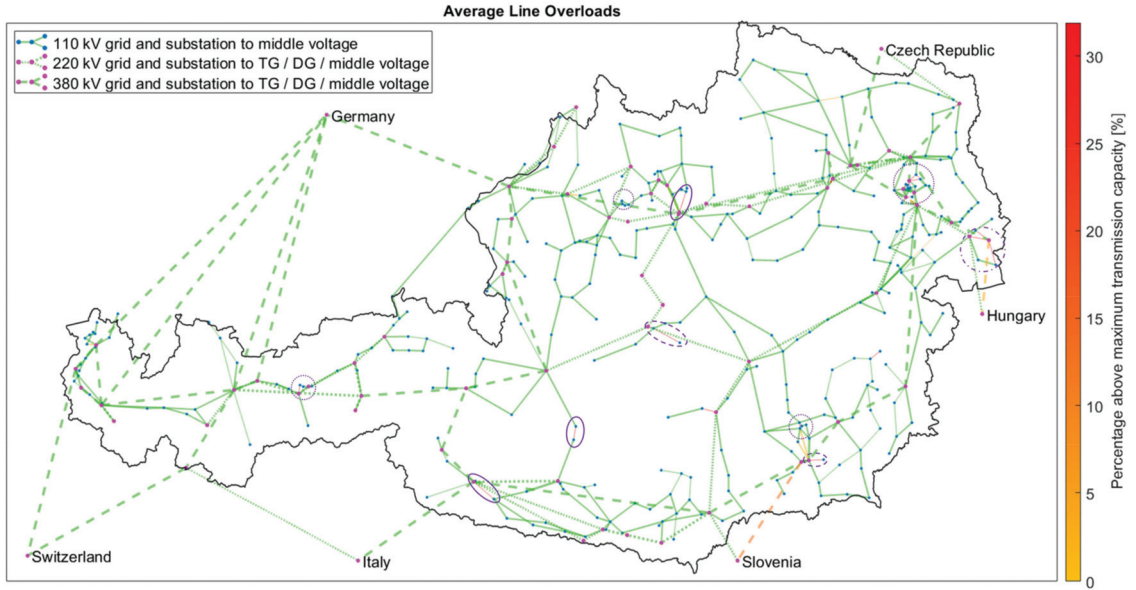 Average Line Overloads
110 kV grid and substation to middle voltage
220 kV grid and substation to TG / DG / middle voltage
380 kV grid and substation to TG / DG / middle voltage
Czech Republic
Germany
Hungary
Switzerland
Italy
Slovenia
30
25
20
15
10
5
0
Percentage above maximum transmission capacity [%]